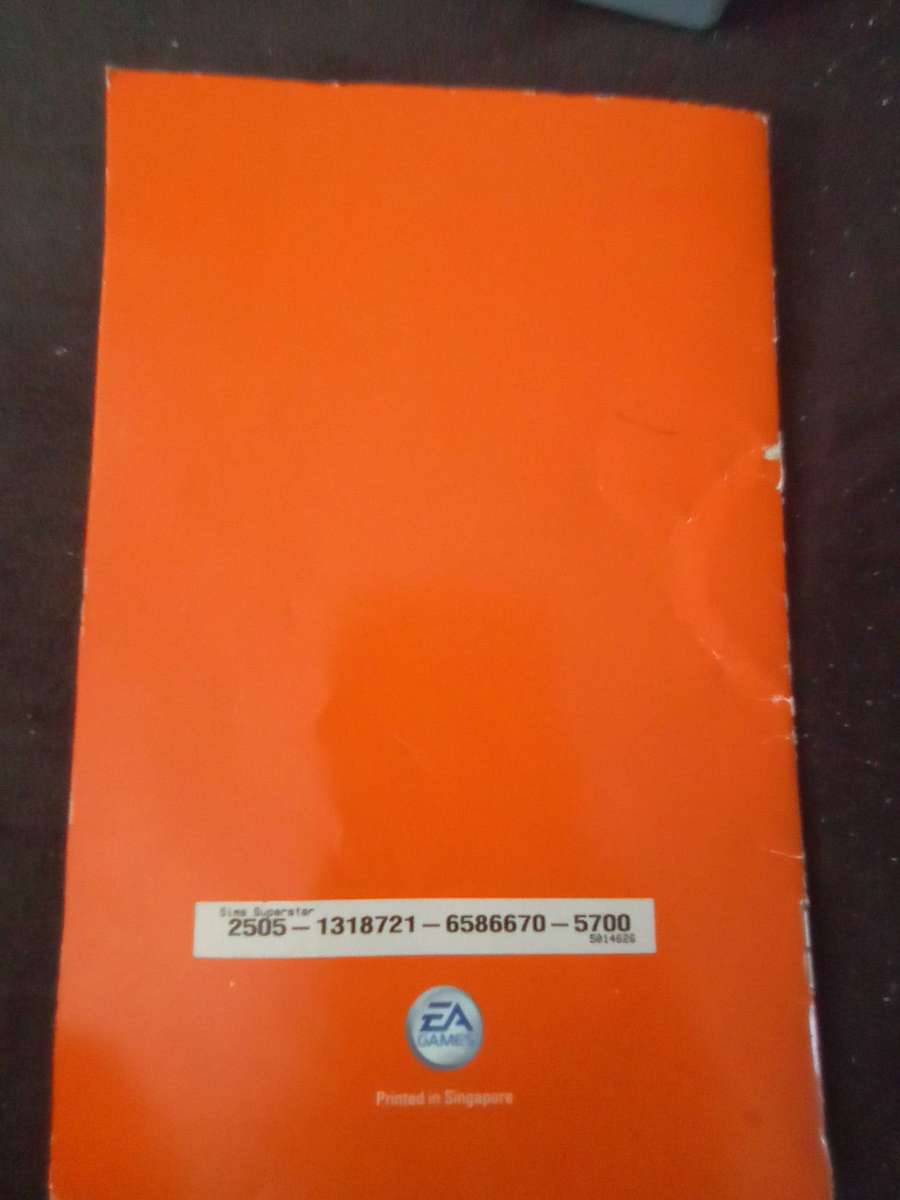 Sims Superstar
2505 – 1318721 – 6586670 – 5700
5014626
EA
GAMES
Printed in Singapore